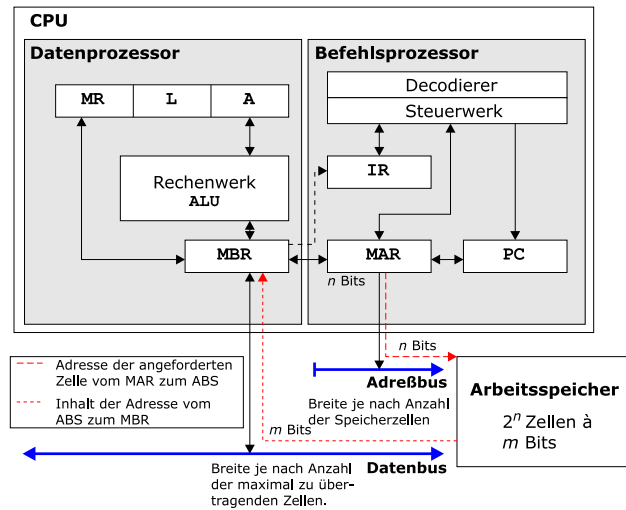 CPU
Datenprozessor
MR L A
Rechenwerk
ALU
MBR
Befehlsprozessor
Decodierer
Steuerwerk
IR
MAR
PC
n Bits
n Bits
Adresse der angeforderten
Zelle vom MAR zum ABS
Inhalt der Adresse vom
ABS zum MBR
m Bits
Adreßbus
Breite je nach Anzahl
der Speicherzellen
Arbeitsspeicher
2ⁿ Zellen à
m Bits
Datenbus
Breite je nach Anzahl
der maximal zu über-
tragenden Zellen.